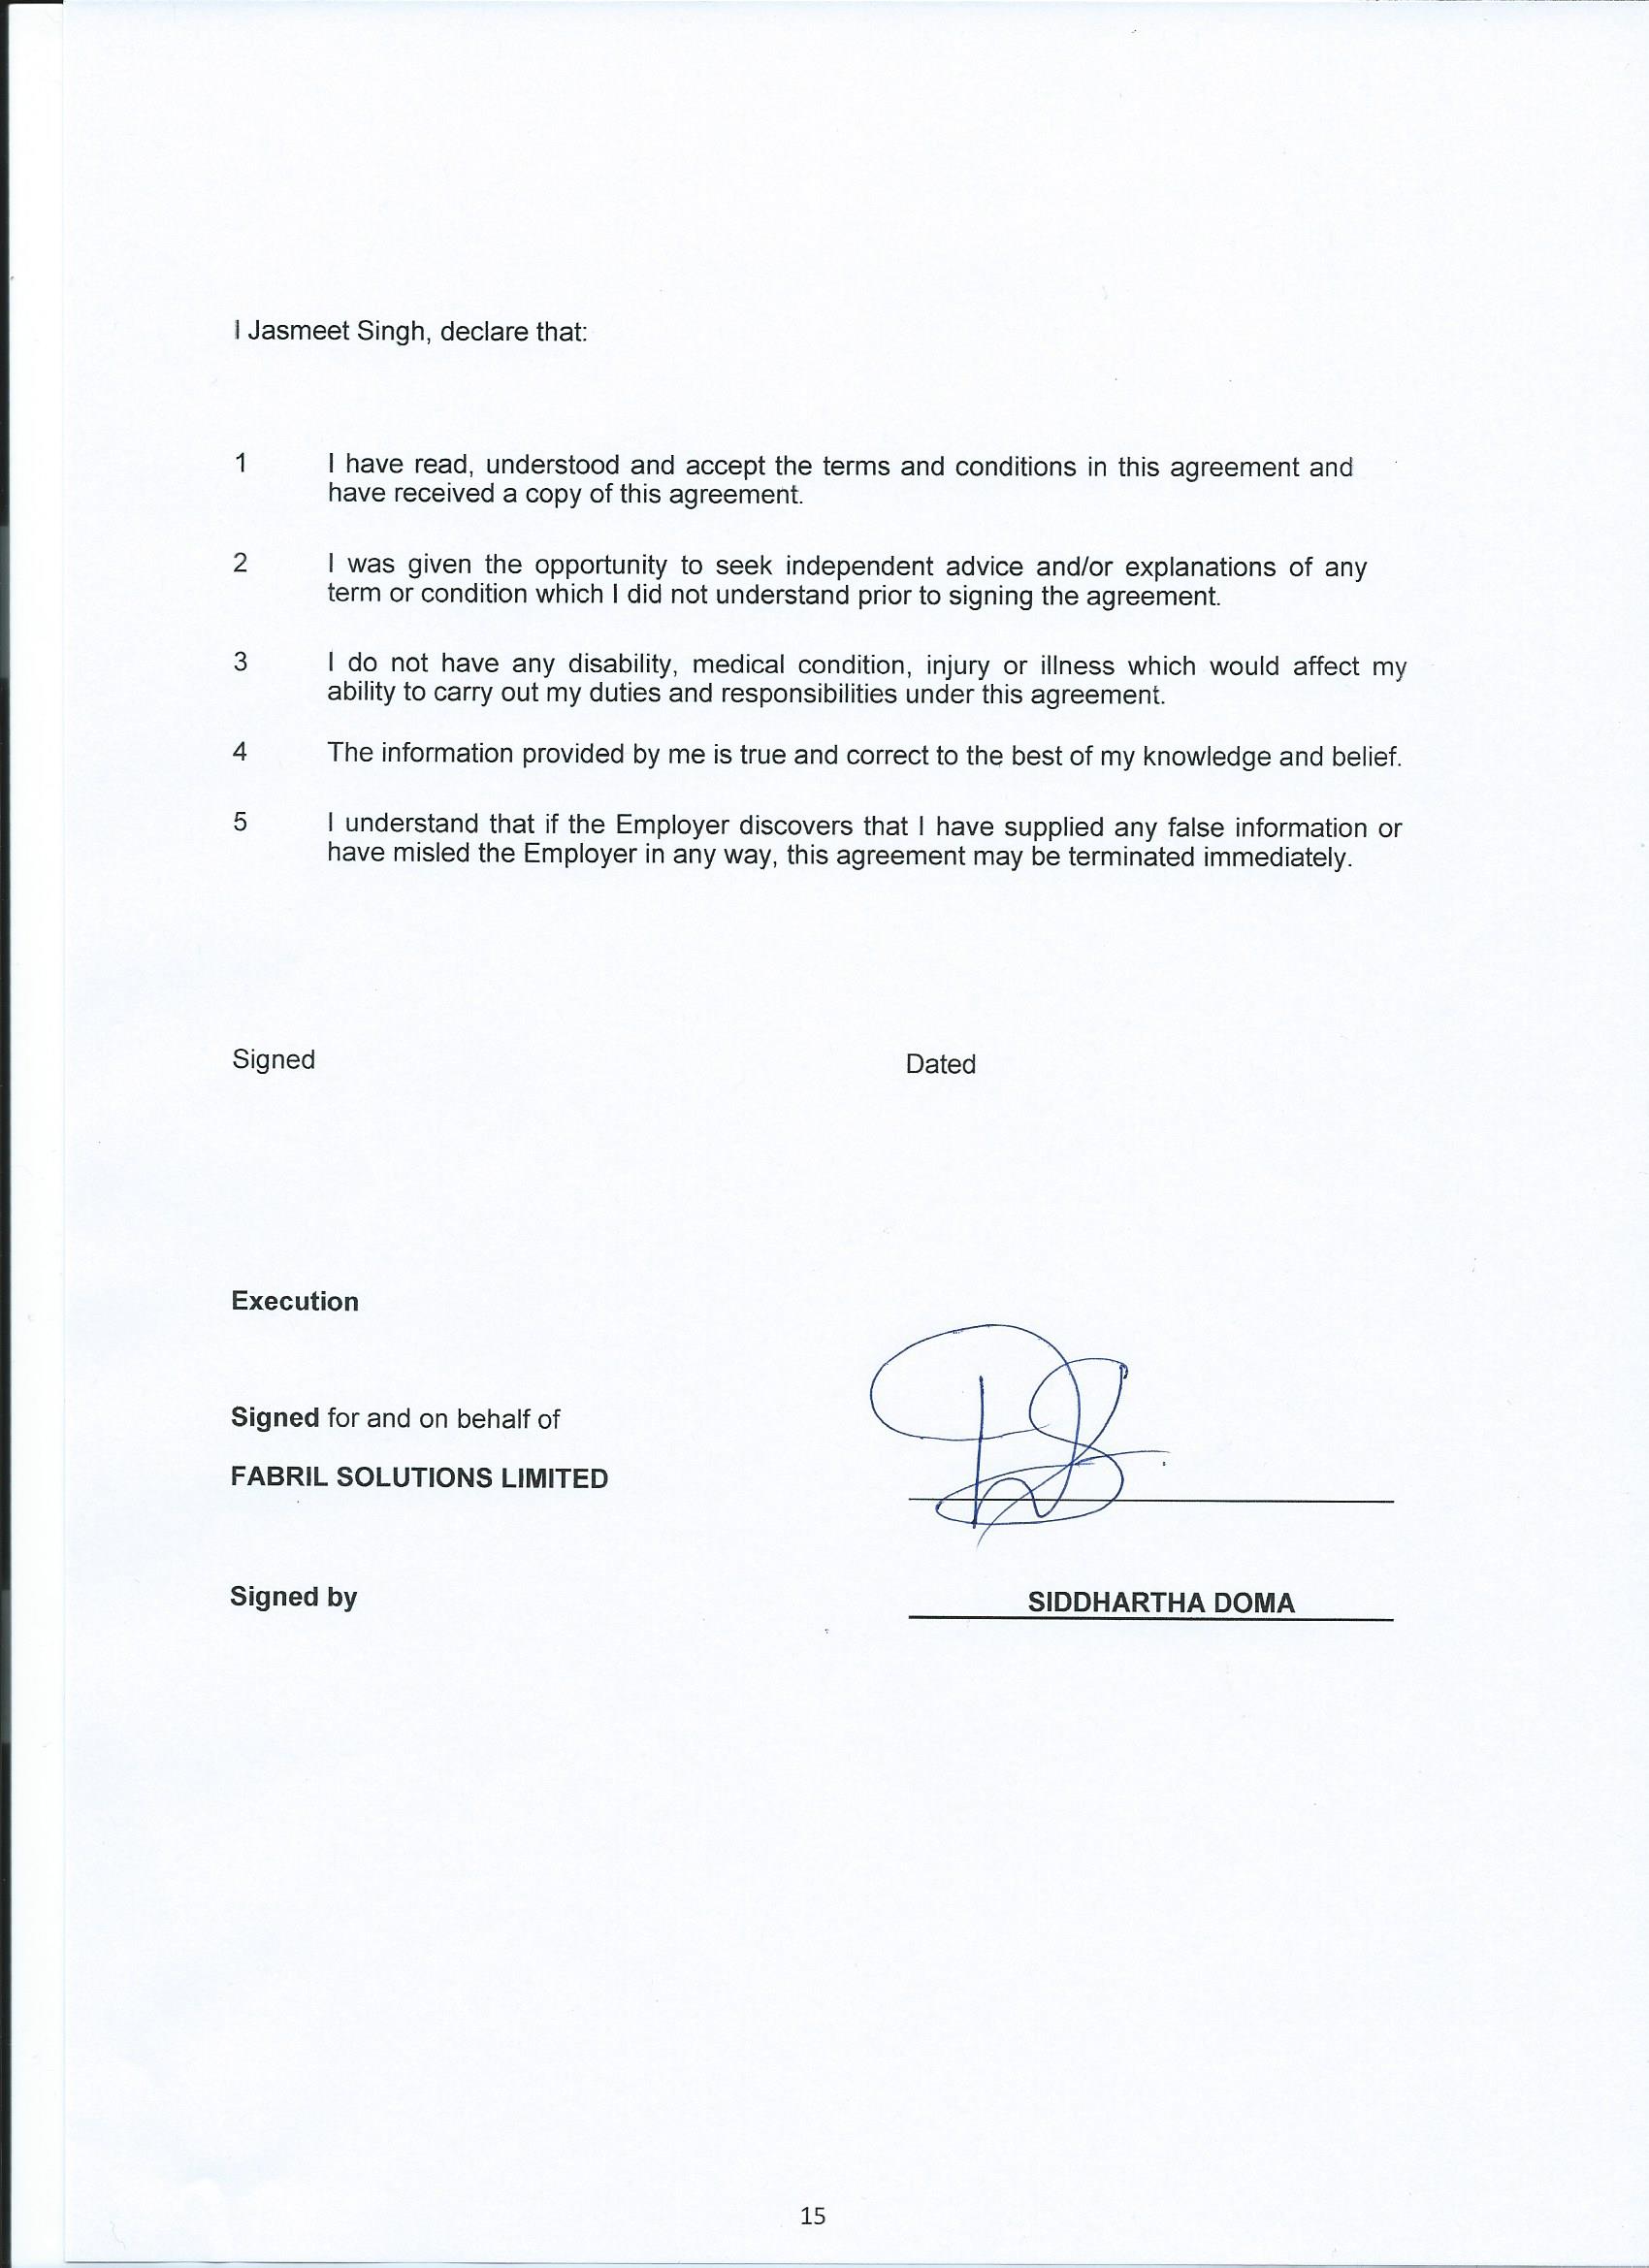 I Jasmeet Singh, declare that:
1 I have read, understood and accept the terms and conditions in this agreement and
have received a copy of this agreement.
2 I was given the opportunity to seek independent advice and/or explanations of any
term or condition which I did not understand prior to signing the agreement.
3 I do not have any disability, medical condition, injury or illness which would affect my
ability to carry out my duties and responsibilities under this agreement.
4 The information provided by me is true and correct to the best of my knowledge and belief.
5 I understand that if the Employer discovers that I have supplied any false information or
have misled the Employer in any way, this agreement may be terminated immediately.
Signed Dated
Execution
Signed for and on behalf of
FABRIL SOLUTIONS LIMITED
Signed by SIDDHARTHA DOMA
15